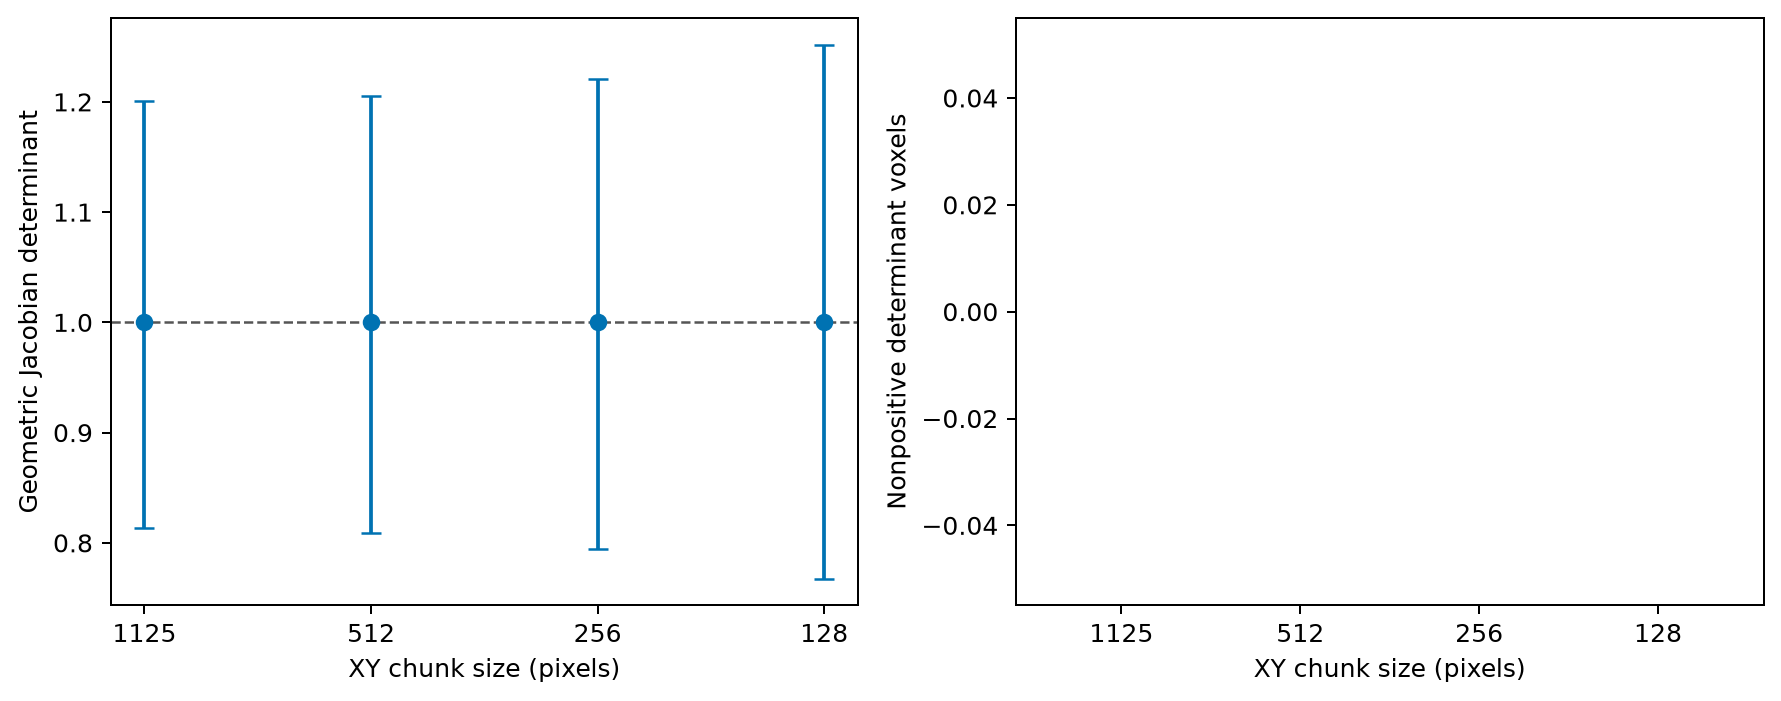 Geometric Jacobian determinant
1.2
1.1
1.0
0.9
0.8
1125 512 256 128
XY chunk size (pixels)
Nonpositive determinant voxels
0.04
0.02
0.00
−0.02
−0.04
1125 512 256 128
XY chunk size (pixels)